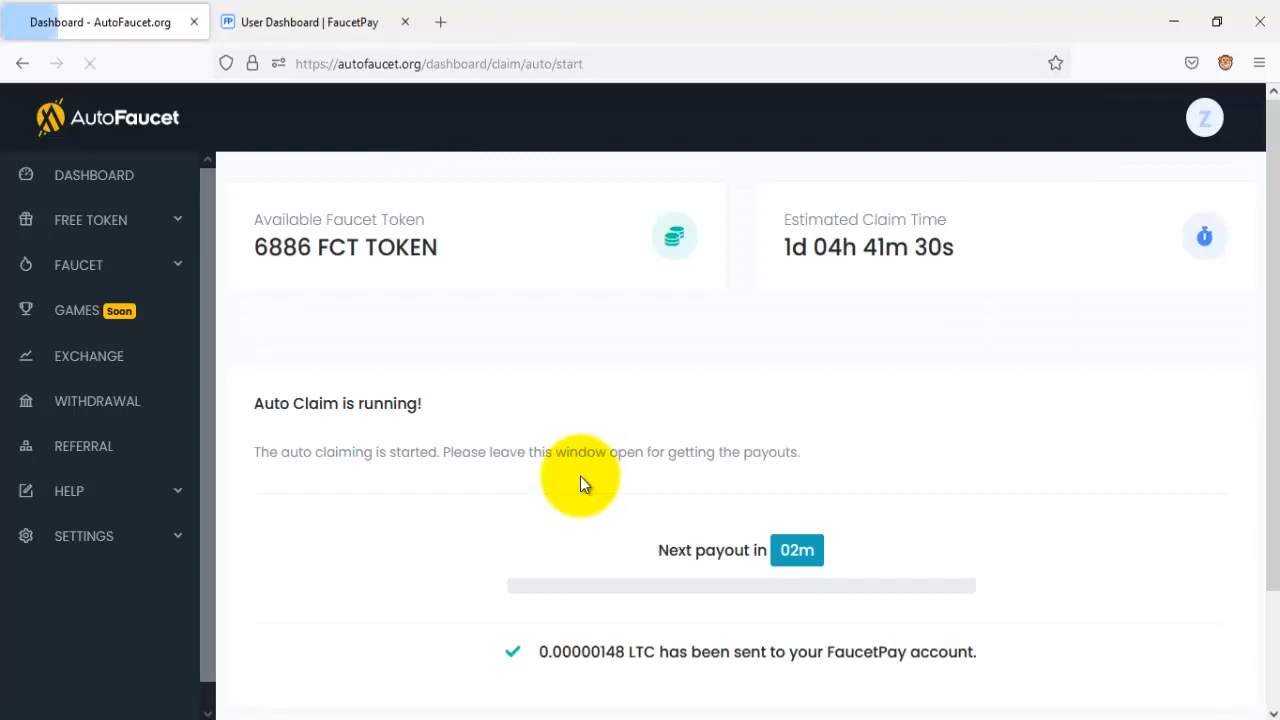 Dashboard - AutoFaucet.org
FP User Dashboard | FaucetPay
https://autofaucet.org/dashboard/claim/auto/start
AutoFaucet
Z
DASHBOARD
FREE TOKEN
FAUCET
GAMES Soon
EXCHANGE
WITHDRAWAL
REFERRAL
HELP
SETTINGS
Available Faucet Token
6886 FCT TOKEN
Estimated Claim Time
1d 04h 41m 30s
Auto Claim is running!
The auto claiming is started. Please leave this window open for getting the payouts.
Next payout in 02m
0.00000148 LTC has been sent to your FaucetPay account.